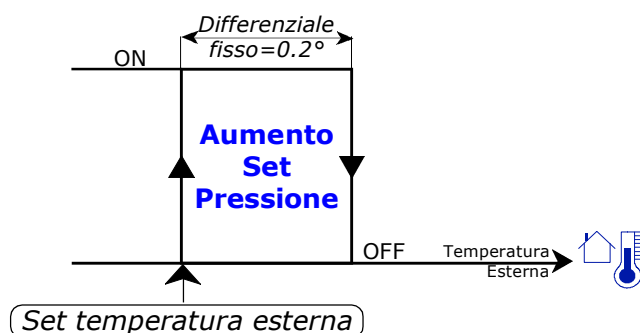 Differenziale
fisso=0.2°
ON
Aumento
Set
Pressione
OFF
Temperatura
Esterna
Set temperatura esterna